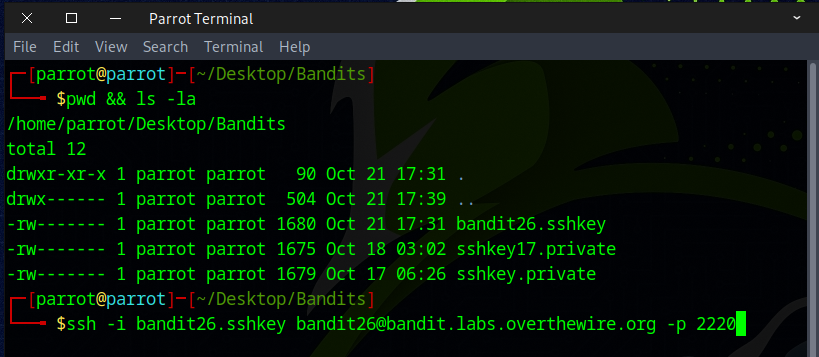 Parrot Terminal
File Edit View Search Terminal Help
┌─[parrot@parrot]─[~/Desktop/Bandits]
└──╼ $pwd && ls -la
/home/parrot/Desktop/Bandits
total 12
drwxr-xr-x 1 parrot parrot   90 Oct 21 17:31 .
drwx------ 1 parrot parrot  504 Oct 21 17:39 ..
-rw------- 1 parrot parrot 1680 Oct 21 17:31 bandit26.sshkey
-rw------- 1 parrot parrot 1675 Oct 18 03:02 sshkey17.private
-rw------- 1 parrot parrot 1679 Oct 17 06:26 sshkey.private
┌─[parrot@parrot]─[~/Desktop/Bandits]
└──╼ $ssh -i bandit26.sshkey bandit26@bandit.labs.overthewire.org -p 2220